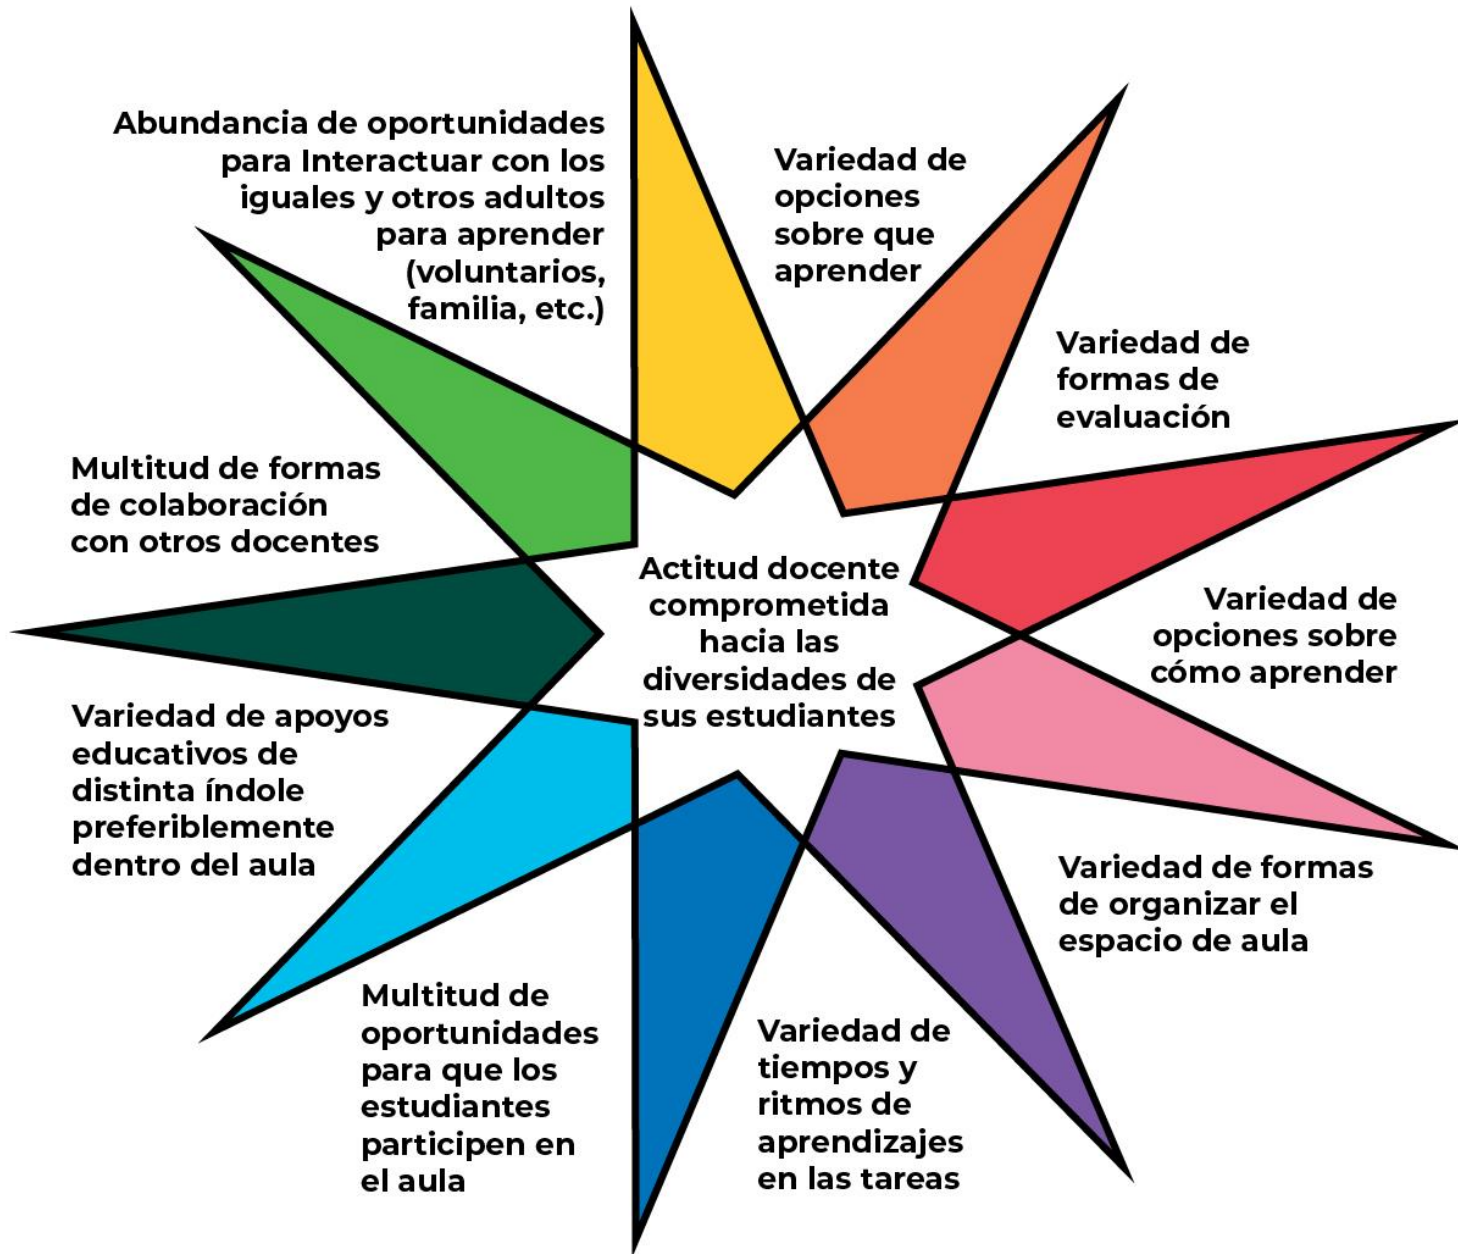 Abundancia de oportunidades
para Interactuar con los
iguales y otros adultos
para aprender
(voluntarios,
familia, etc.)
Variedad de
opciones
sobre que
aprender
Variedad de
formas de
evaluación
Multitud de formas
de colaboración
con otros docentes
Actitud docente
comprometida
hacia las
diversidades de
sus estudiantes
Variedad de
opciones sobre
cómo aprender
Variedad de apoyos
educativos de
distinta índole
preferiblemente
dentro del aula
Variedad de formas
de organizar el
espacio de aula
Multitud de
oportunidades
para que los
estudiantes
participen en
el aula
Variedad de
tiempos y
ritmos de
aprendizajes
en las tareas